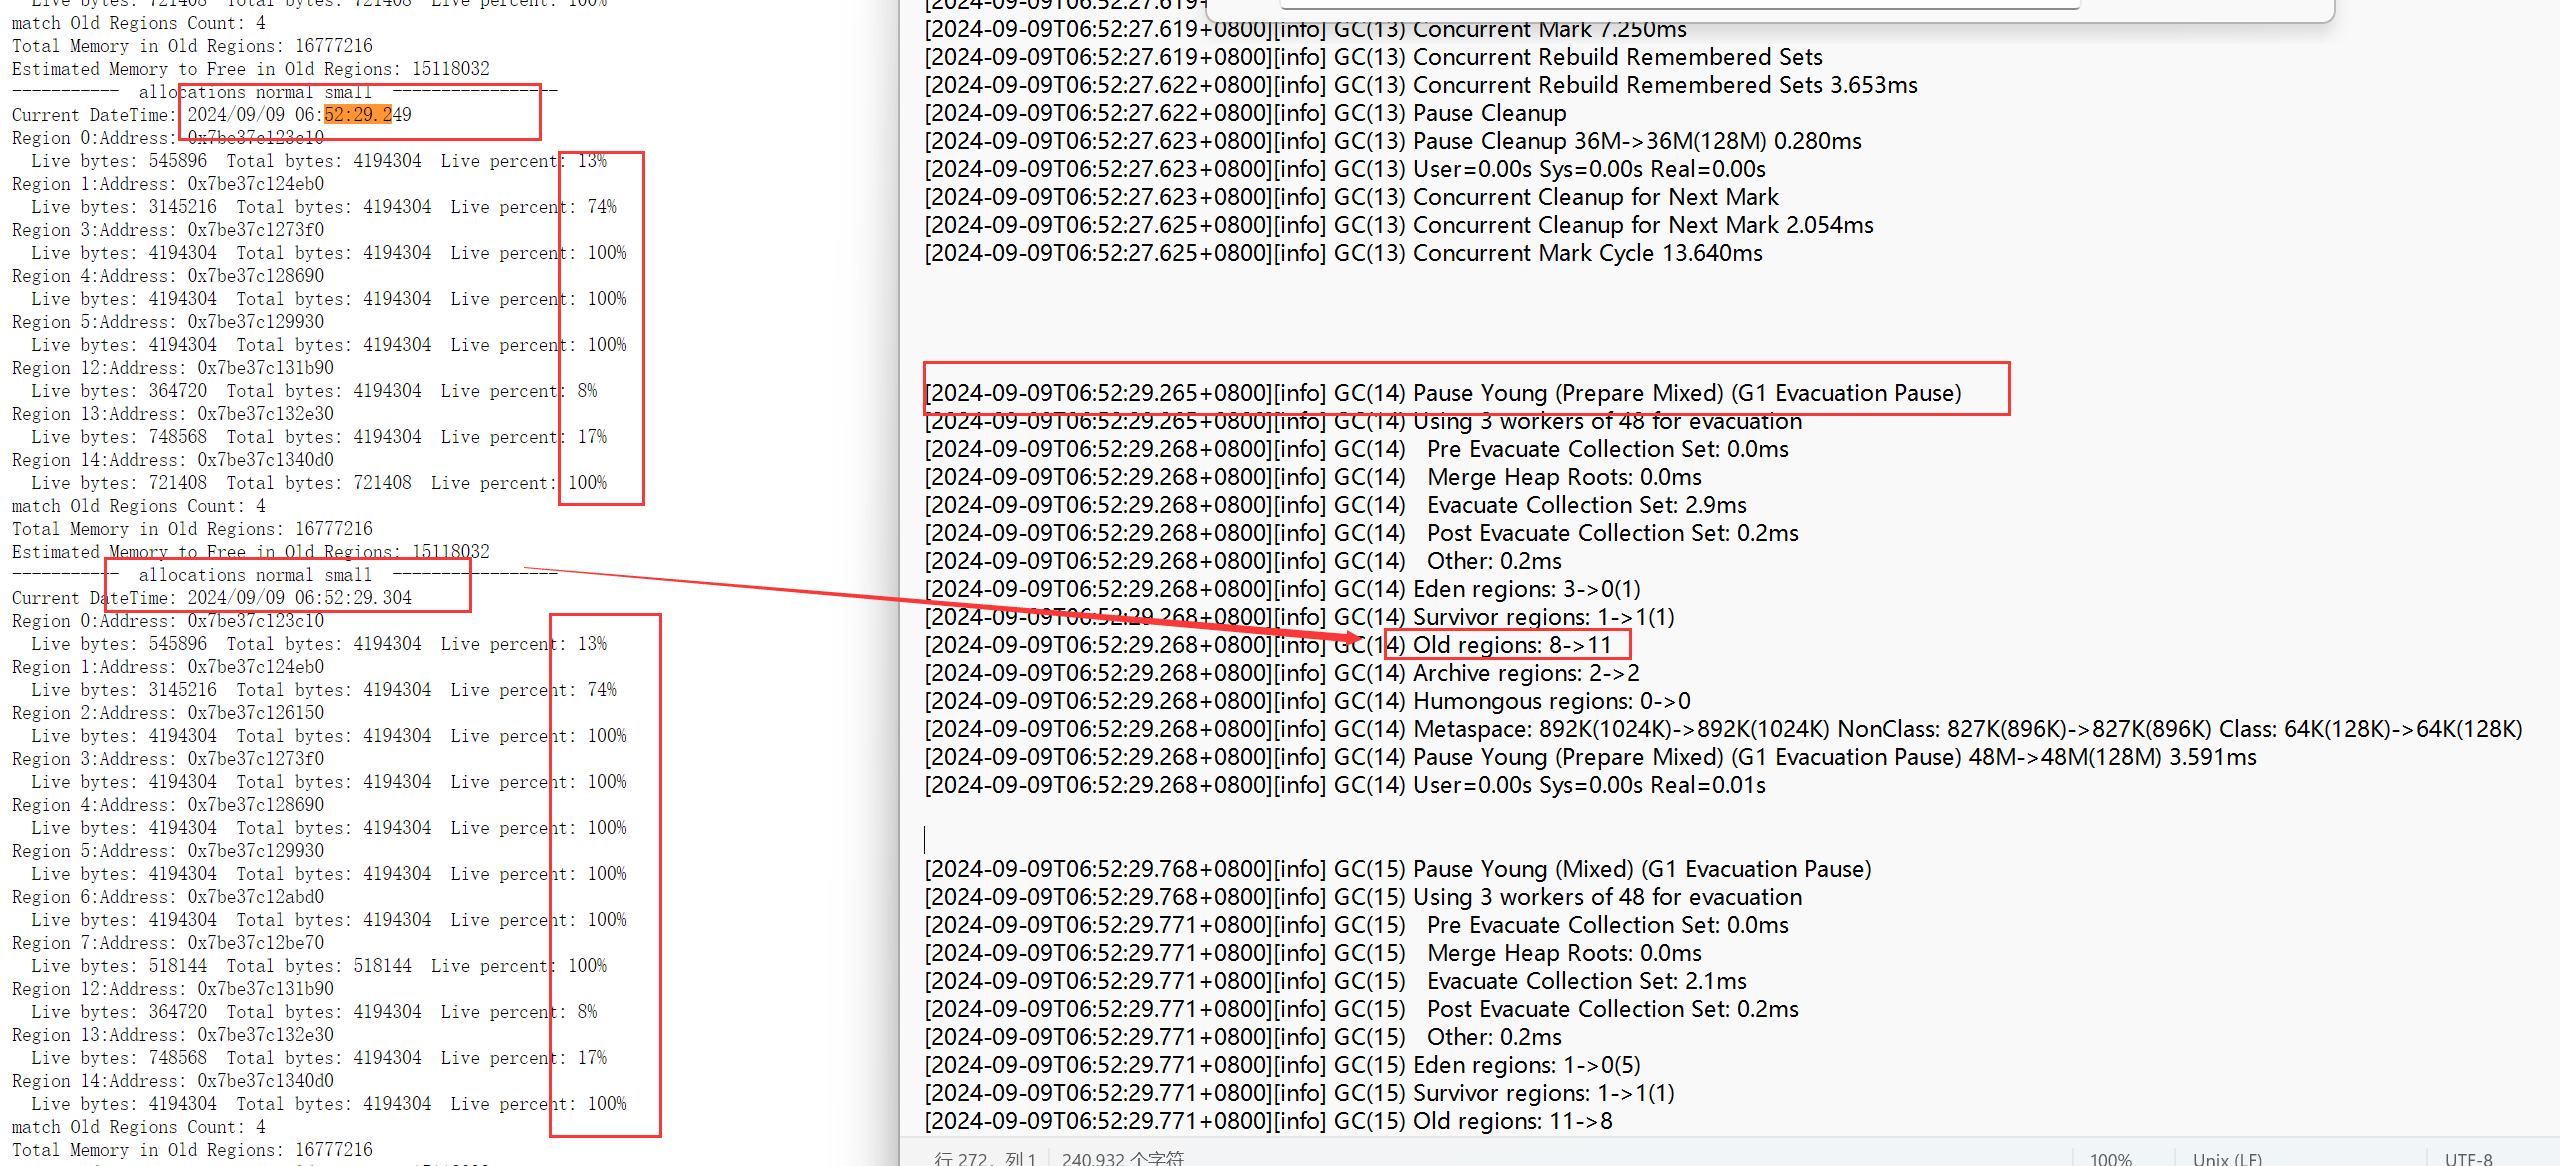 Live bytes: 721408  Total bytes: 721408  Live percent: 100%
match Old Regions Count: 4
Total Memory in Old Regions: 16777216
Estimated Memory to Free in Old Regions: 15118032
-----------  allocations normal small  -----------------
Current DateTime: 2024/09/09 06:52:29.249
Region 0:Address: 0x7be37c123c10
  Live bytes: 545896  Total bytes: 4194304  Live percent: 13%
Region 1:Address: 0x7be37c124eb0
  Live bytes: 3145216  Total bytes: 4194304  Live percent: 74%
Region 3:Address: 0x7be37c1273f0
  Live bytes: 4194304  Total bytes: 4194304  Live percent: 100%
Region 4:Address: 0x7be37c128690
  Live bytes: 4194304  Total bytes: 4194304  Live percent: 100%
Region 5:Address: 0x7be37c129930
  Live bytes: 4194304  Total bytes: 4194304  Live percent: 100%
Region 12:Address: 0x7be37c131b90
  Live bytes: 364720  Total bytes: 4194304  Live percent: 8%
Region 13:Address: 0x7be37c132e30
  Live bytes: 748568  Total bytes: 4194304  Live percent: 17%
Region 14:Address: 0x7be37c1340d0
  Live bytes: 721408  Total bytes: 721408  Live percent: 100%
match Old Regions Count: 4
Total Memory in Old Regions: 16777216
Estimated Memory to Free in Old Regions: 15118032
-----------  allocations normal small  -----------------
Current DateTime: 2024/09/09 06:52:29.304
Region 0:Address: 0x7be37c123c10
  Live bytes: 545896  Total bytes: 4194304  Live percent: 13%
Region 1:Address: 0x7be37c124eb0
  Live bytes: 3145216  Total bytes: 4194304  Live percent: 74%
Region 2:Address: 0x7be37c126150
  Live bytes: 4194304  Total bytes: 4194304  Live percent: 100%
Region 3:Address: 0x7be37c1273f0
  Live bytes: 4194304  Total bytes: 4194304  Live percent: 100%
Region 4:Address: 0x7be37c128690
  Live bytes: 4194304  Total bytes: 4194304  Live percent: 100%
Region 5:Address: 0x7be37c129930
  Live bytes: 4194304  Total bytes: 4194304  Live percent: 100%
Region 6:Address: 0x7be37c12abd0
  Live bytes: 4194304  Total bytes: 4194304  Live percent: 100%
Region 7:Address: 0x7be37c12be70
  Live bytes: 518144  Total bytes: 518144  Live percent: 100%
Region 12:Address: 0x7be37c131b90
  Live bytes: 364720  Total bytes: 4194304  Live percent: 8%
Region 13:Address: 0x7be37c132e30
  Live bytes: 748568  Total bytes: 4194304  Live percent: 17%
Region 14:Address: 0x7be37c1340d0
  Live bytes: 4194304  Total bytes: 4194304  Live percent: 100%
match Old Regions Count: 4
Total Memory in Old Regions: 16777216
[2024-09-09T06:52:27.619+
[2024-09-09T06:52:27.619+0800][info] GC(13) Concurrent Mark 7.250ms
[2024-09-09T06:52:27.619+0800][info] GC(13) Concurrent Rebuild Remembered Sets
[2024-09-09T06:52:27.622+0800][info] GC(13) Concurrent Rebuild Remembered Sets 3.653ms
[2024-09-09T06:52:27.622+0800][info] GC(13) Pause Cleanup
[2024-09-09T06:52:27.623+0800][info] GC(13) Pause Cleanup 36M->36M(128M) 0.280ms
[2024-09-09T06:52:27.623+0800][info] GC(13) User=0.00s Sys=0.00s Real=0.00s
[2024-09-09T06:52:27.623+0800][info] GC(13) Concurrent Cleanup for Next Mark
[2024-09-09T06:52:27.625+0800][info] GC(13) Concurrent Cleanup for Next Mark 2.054ms
[2024-09-09T06:52:27.625+0800][info] GC(13) Concurrent Mark Cycle 13.640ms
[2024-09-09T06:52:29.265+0800][info] GC(14) Pause Young (Prepare Mixed) (G1 Evacuation Pause)
[2024-09-09T06:52:29.265+0800][info] GC(14) Using 3 workers of 48 for evacuation
[2024-09-09T06:52:29.268+0800][info] GC(14)   Pre Evacuate Collection Set: 0.0ms
[2024-09-09T06:52:29.268+0800][info] GC(14)   Merge Heap Roots: 0.0ms
[2024-09-09T06:52:29.268+0800][info] GC(14)   Evacuate Collection Set: 2.9ms
[2024-09-09T06:52:29.268+0800][info] GC(14)   Post Evacuate Collection Set: 0.2ms
[2024-09-09T06:52:29.268+0800][info] GC(14)   Other: 0.2ms
[2024-09-09T06:52:29.268+0800][info] GC(14) Eden regions: 3->0(1)
[2024-09-09T06:52:29.268+0800][info] GC(14) Survivor regions: 1->1(1)
[2024-09-09T06:52:29.268+0800][info] GC(14) Old regions: 8->11
[2024-09-09T06:52:29.268+0800][info] GC(14) Archive regions: 2->2
[2024-09-09T06:52:29.268+0800][info] GC(14) Humongous regions: 0->0
[2024-09-09T06:52:29.268+0800][info] GC(14) Metaspace: 892K(1024K)->892K(1024K) NonClass: 827K(896K)->827K(896K) Class: 64K(128K)->64K(128K)
[2024-09-09T06:52:29.268+0800][info] GC(14) Pause Young (Prepare Mixed) (G1 Evacuation Pause) 48M->48M(128M) 3.591ms
[2024-09-09T06:52:29.268+0800][info] GC(14) User=0.00s Sys=0.00s Real=0.01s
[2024-09-09T06:52:29.768+0800][info] GC(15) Pause Young (Mixed) (G1 Evacuation Pause)
[2024-09-09T06:52:29.768+0800][info] GC(15) Using 3 workers of 48 for evacuation
[2024-09-09T06:52:29.771+0800][info] GC(15)   Pre Evacuate Collection Set: 0.0ms
[2024-09-09T06:52:29.771+0800][info] GC(15)   Merge Heap Roots: 0.0ms
[2024-09-09T06:52:29.771+0800][info] GC(15)   Evacuate Collection Set: 2.1ms
[2024-09-09T06:52:29.771+0800][info] GC(15)   Post Evacuate Collection Set: 0.2ms
[2024-09-09T06:52:29.771+0800][info] GC(15)   Other: 0.2ms
[2024-09-09T06:52:29.771+0800][info] GC(15) Eden regions: 1->0(5)
[2024-09-09T06:52:29.771+0800][info] GC(15) Survivor regions: 1->1(1)
[2024-09-09T06:52:29.771+0800][info] GC(15) Old regions: 11->8
行 272, 列 1   240,932 个字符   100%   Unix (LF)   UTF-8